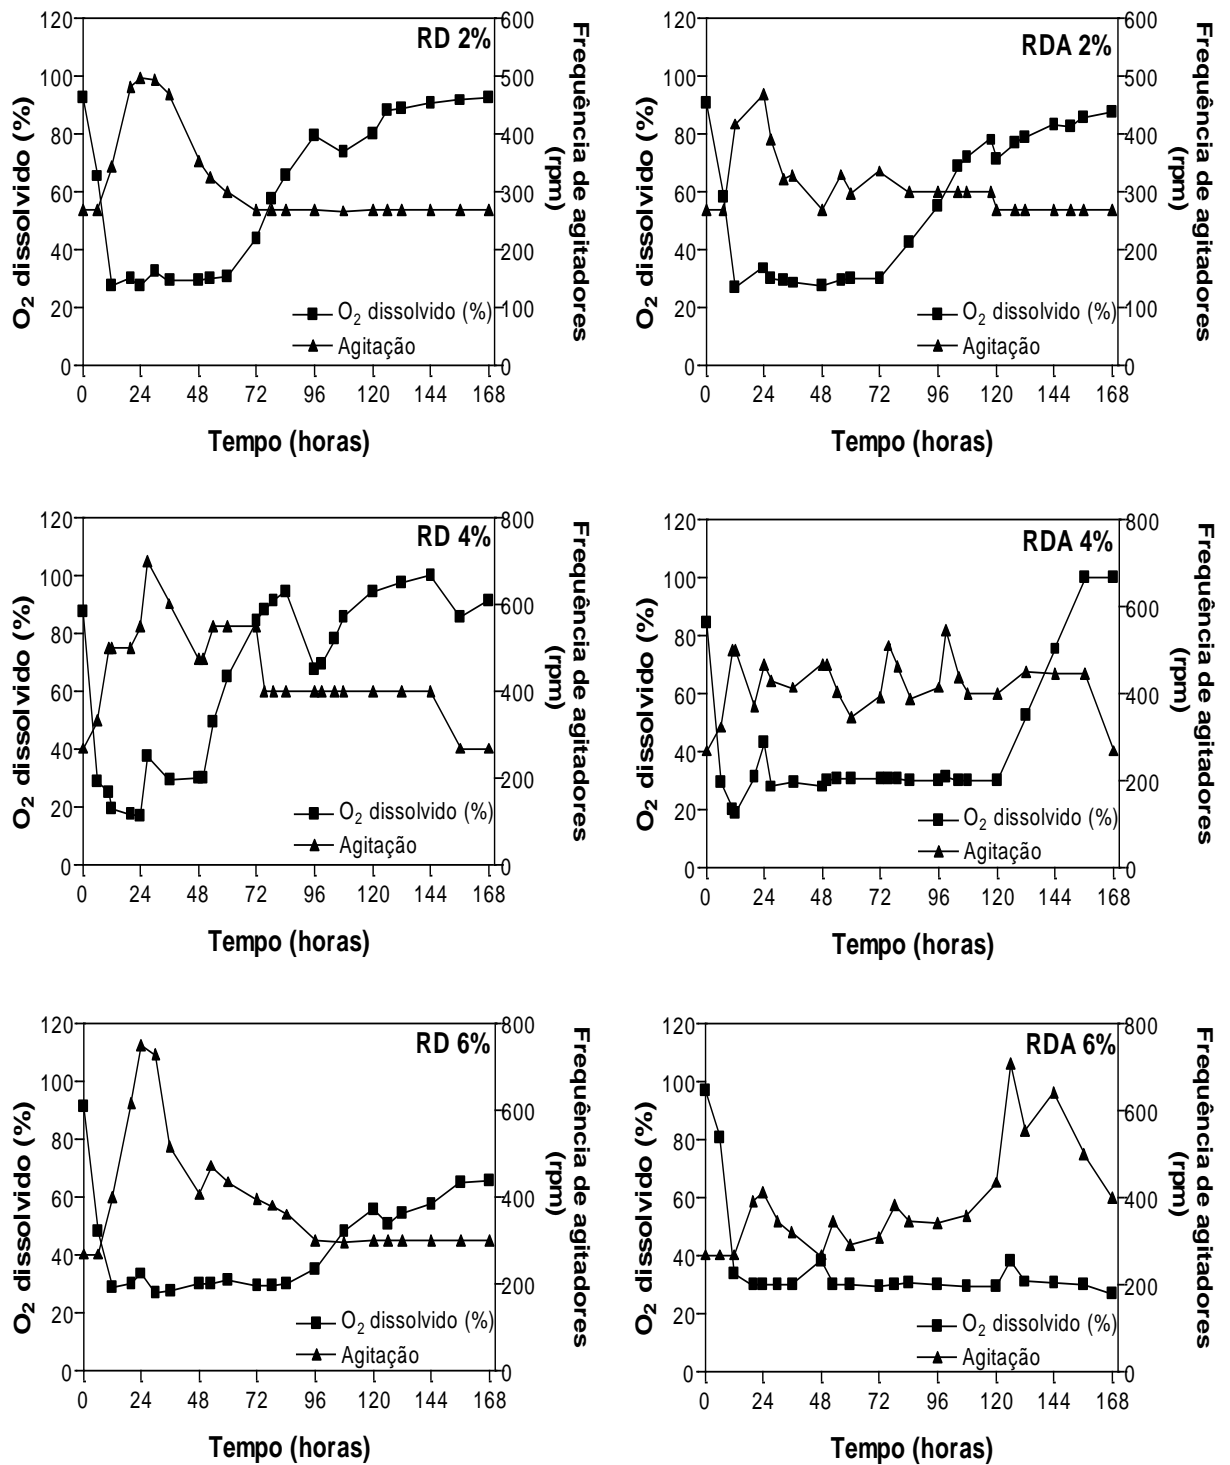 RD 2%
O₂ dissolvido (%)
Frequência de agitadores
(rpm)
120
100
80
60
40
20
0
600
500
400
300
200
100
0
O₂ dissolvido (%)
Agitação
0 24 48 72 96 120 144 168
Tempo (horas)
RDA 2%
O₂ dissolvido (%)
Frequência de agitadores
(rpm)
120
100
80
60
40
20
0
600
500
400
300
200
100
0
O₂ dissolvido (%)
Agitação
0 24 48 72 96 120 144 168
Tempo (horas)
RD 4%
O₂ dissolvido (%)
Frequência de agitadores
(rpm)
120
100
80
60
40
20
0
800
600
400
200
0
O₂ dissolvido (%)
Agitação
0 24 48 72 96 120 144 168
Tempo (horas)
RDA 4%
O₂ dissolvido (%)
Frequência de agitadores
(rpm)
120
100
80
60
40
20
0
800
600
400
200
0
O₂ dissolvido (%)
Agitação
0 24 48 72 96 120 144 168
Tempo (horas)
RD 6%
O₂ dissolvido (%)
Frequência de agitadores
(rpm)
120
100
80
60
40
20
0
800
600
400
200
0
O₂ dissolvido (%)
Agitação
0 24 48 72 96 120 144 168
Tempo (horas)
RDA 6%
O₂ dissolvido (%)
Frequência de agitadores
(rpm)
120
100
80
60
40
20
0
800
600
400
200
0
O₂ dissolvido (%)
Agitação
0 24 48 72 96 120 144 168
Tempo (horas)